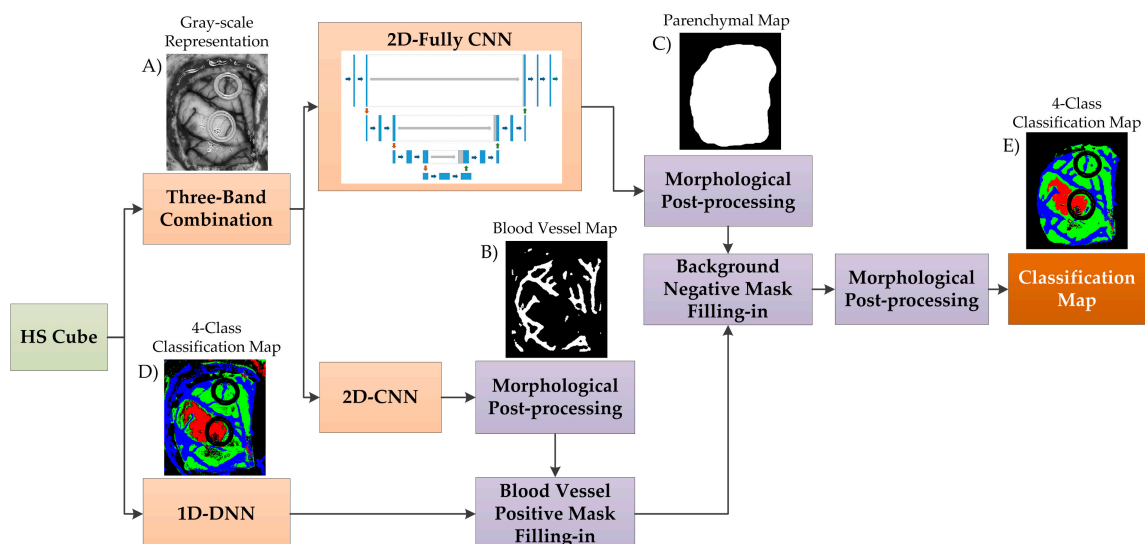 Gray-scale
Representation
A)
Three-Band
Combination
2D-Fully CNN
Parenchymal Map
C)
Morphological
Post-processing
4-Class
Classification Map
E)
Blood Vessel Map
B)
Background
Negative Mask
Filling-in
Morphological
Post-processing
Classification
Map
HS Cube
4-Class
Classification Map
D)
2D-CNN
Morphological
Post-processing
1D-DNN
Blood Vessel
Positive Mask
Filling-in